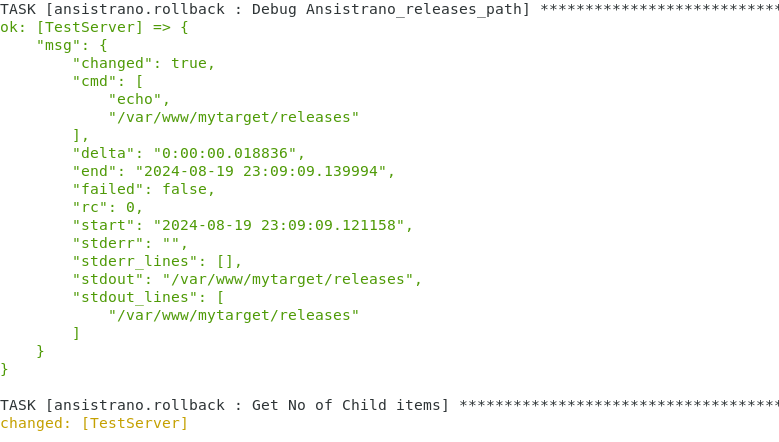 TASK [ansistrano.rollback : Debug Ansistrano_releases_path] ***************************
ok: [TestServer] => {
    "msg": {
        "changed": true,
        "cmd": [
            "echo",
            "/var/www/mytarget/releases"
        ],
        "delta": "0:00:00.018836",
        "end": "2024-08-19 23:09:09.139994",
        "failed": false,
        "rc": 0,
        "start": "2024-08-19 23:09:09.121158",
        "stderr": "",
        "stderr_lines": [],
        "stdout": "/var/www/mytarget/releases",
        "stdout_lines": [
            "/var/www/mytarget/releases"
        ]
    }
}

TASK [ansistrano.rollback : Get No of Child items] ************************************
changed: [TestServer]